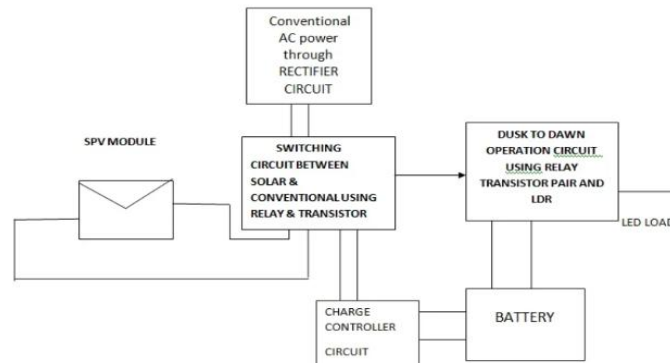 Conventional
AC power
through
RECTIFIER
CIRCUIT
SPV MODULE
SWITCHING
CIRCUIT BETWEEN
SOLAR &
CONVENTIONAL USING
RELAY & TRANSISTOR
DUSK TO DAWN
OPERATION CIRCUIT
USING RELAY
TRANSISTOR PAIR AND
LDR
LED LOAD
CHARGE
CONTROLLER
CIRCUIT
BATTERY